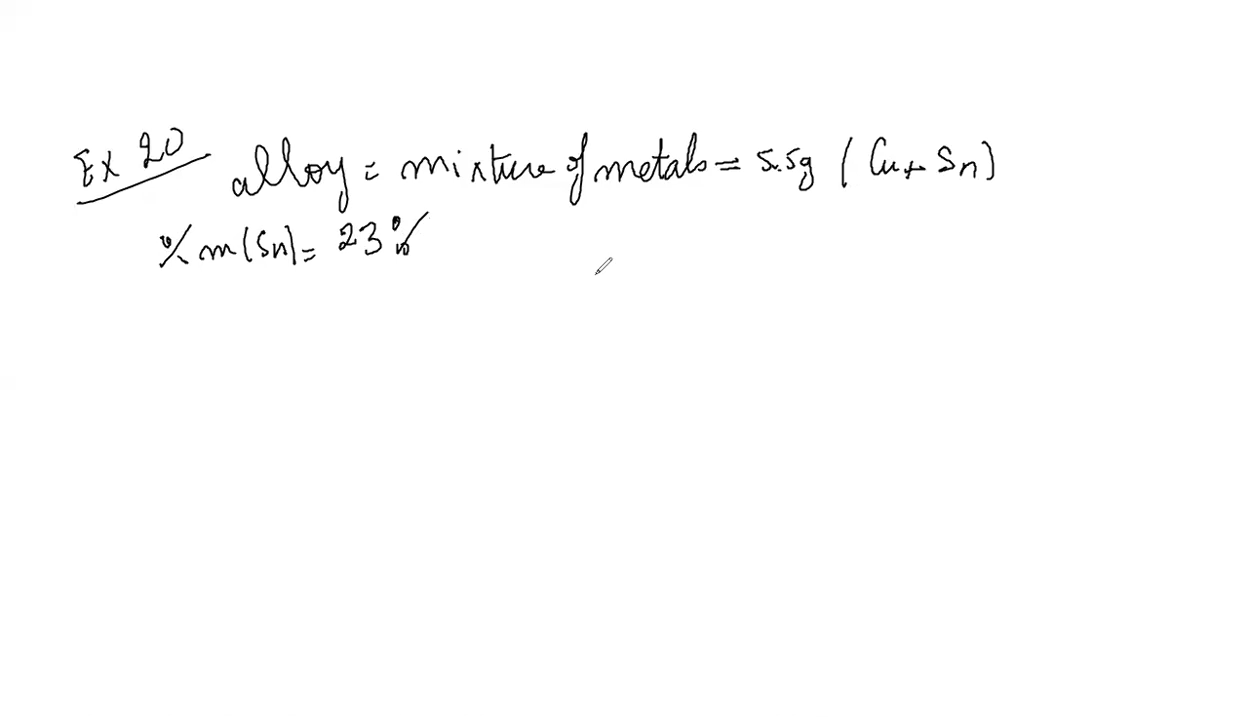 Ex 20 alloy = mixture of metals = 5.5g (Cu + Sn)
% m(Sn) = 23%